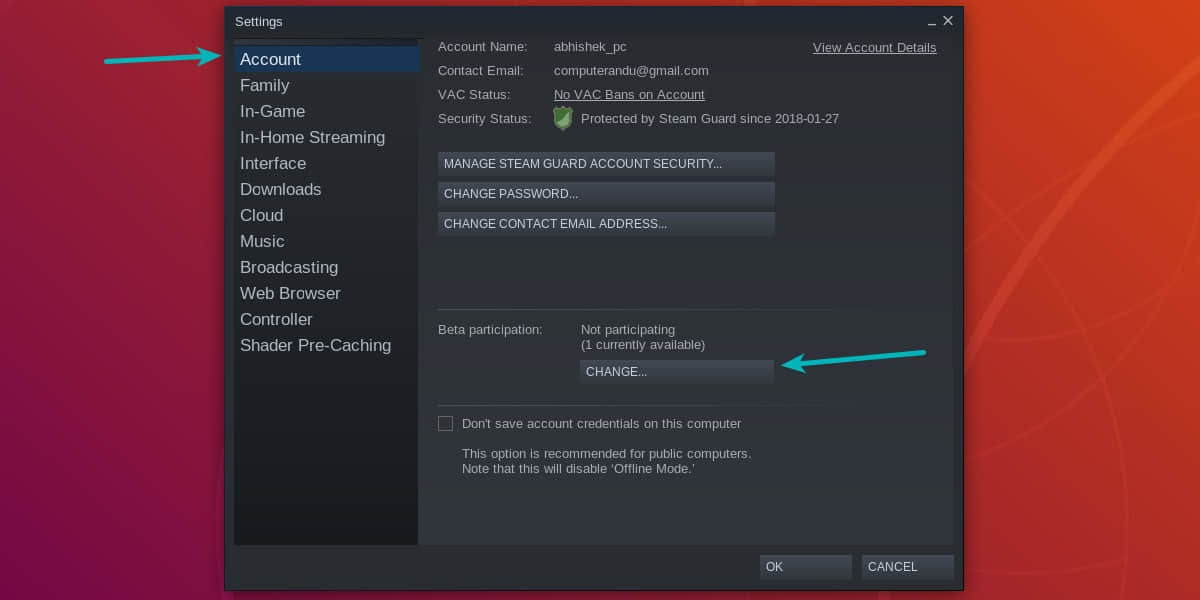 Settings
Account
Family
In-Game
In-Home Streaming
Interface
Downloads
Cloud
Music
Broadcasting
Web Browser
Controller
Shader Pre-Caching
Account Name: abhishek_pc View Account Details
Contact Email: computerandu@gmail.com
VAC Status: No VAC Bans on Account
Security Status: Protected by Steam Guard since 2018-01-27
MANAGE STEAM GUARD ACCOUNT SECURITY...
CHANGE PASSWORD...
CHANGE CONTACT EMAIL ADDRESS...
Beta participation: Not participating
(1 currently available)
CHANGE...
Don't save account credentials on this computer
This option is recommended for public computers.
Note that this will disable ‘Offline Mode.’
OK CANCEL